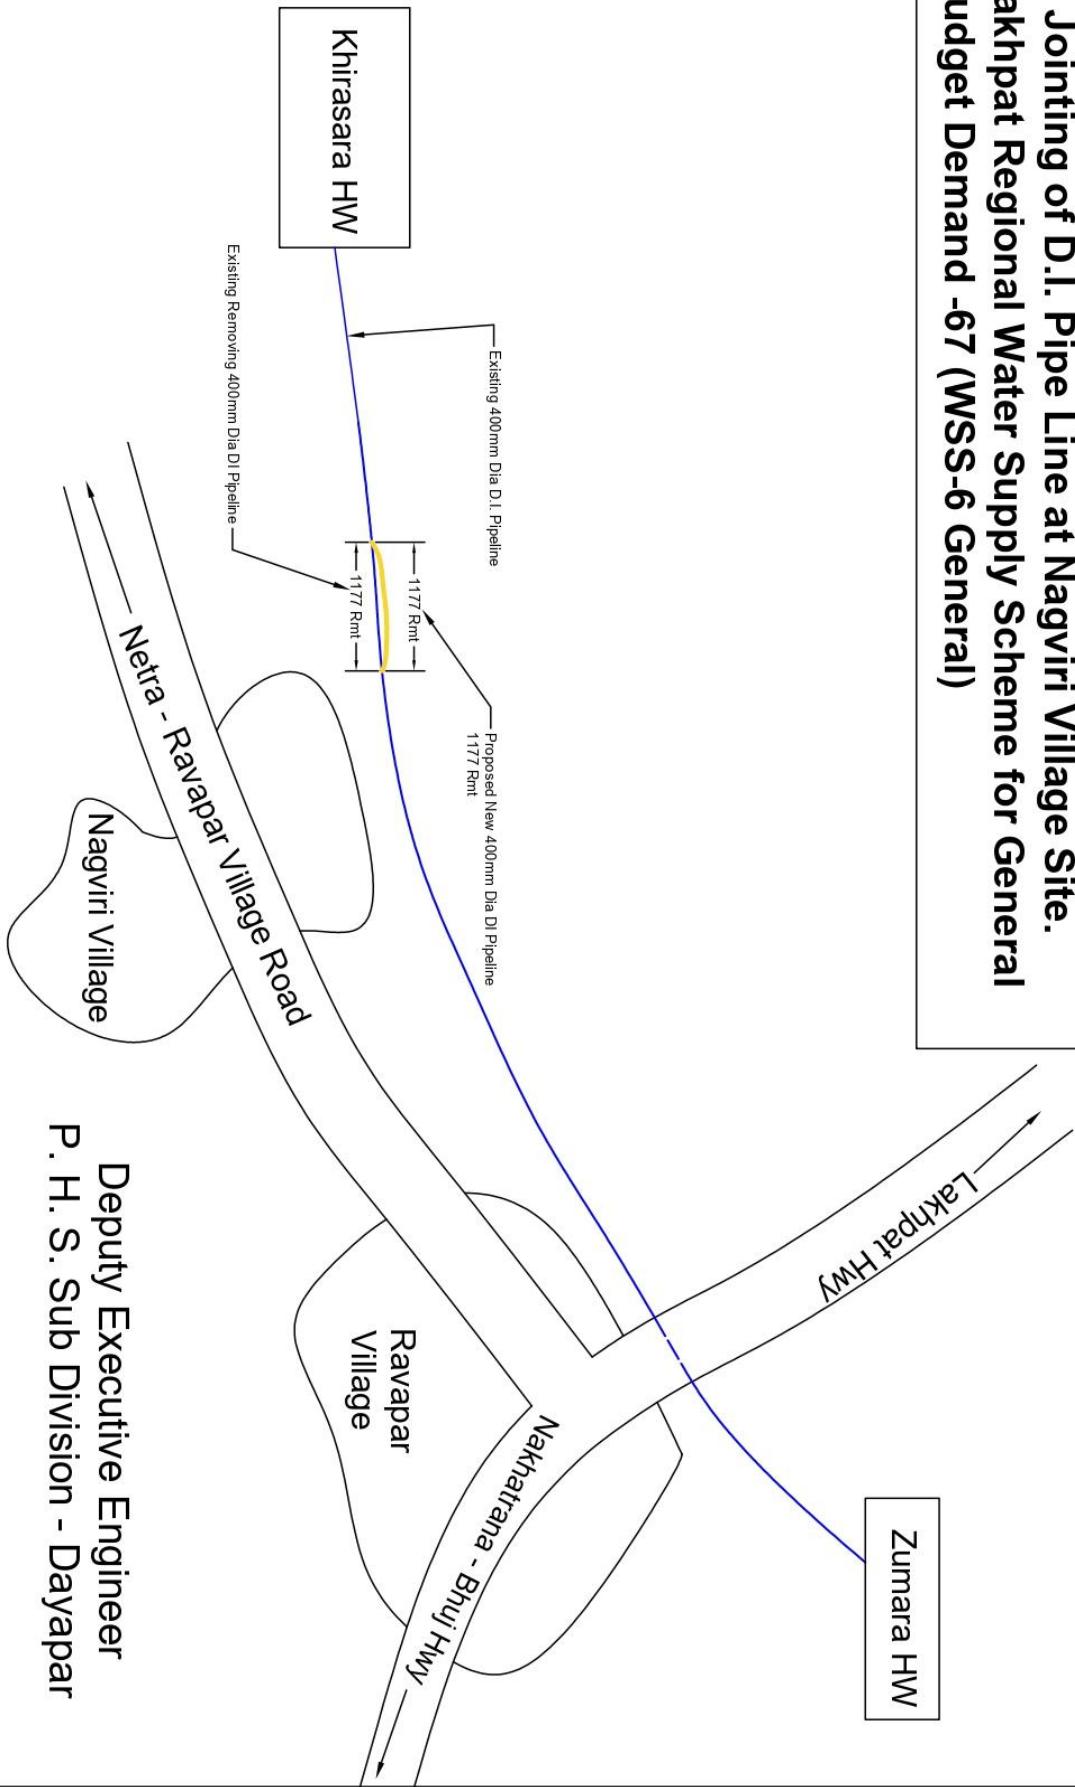 Jointing of D.I. Pipe Line at Nagviri Village Site.
akhpat Regional Water Supply Scheme for General
udget Demand -67 (WSS-6 General)
Khirasara HW
Existing 400mm Dia D.I. Pipeline
Existing Removing 400mm Dia DI Pipeline
1177 Rmt
1177 Rmt
Proposed New 400mm Dia DI Pipeline
1177 Rmt
Netra - Ravapar Village Road
Nagviri Village
Lakhpat Hwy
Ravapar
Village
Nakhatrana - Bhuj Hwy
Zumara HW
Deputy Executive Engineer
P. H. S. Sub Division - Dayapar